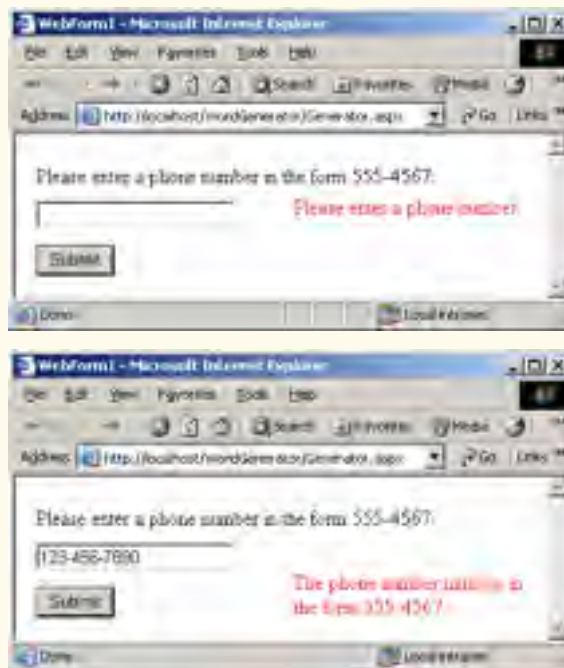 WebForm1 - Microsoft Internet Explorer
File Edit View Favorites Tools Help
Search Favorites Media
Address http://localhost/WordGenerator/Generator.aspx Go Links
Please enter a phone number in the form 555-4567:
Please enter a phone number
Submit
Done Local intranet
WebForm1 - Microsoft Internet Explorer
File Edit View Favorites Tools Help
Search Favorites Media
Address http://localhost/WordGenerator/Generator.aspx Go Links
Please enter a phone number in the form 555-4567:
123-456-7890
Submit
The phone number in
the form 555-4567
Done Local intranet